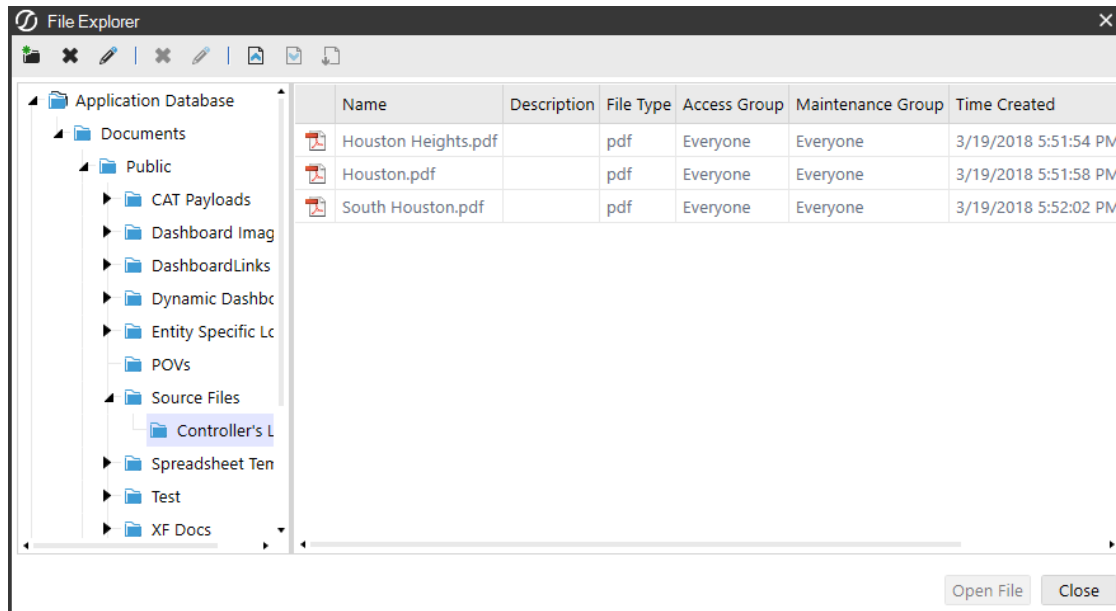 File Explorer
Application Database
Documents
Public
CAT Payloads
Dashboard Imag
DashboardLinks
Dynamic Dashbc
Entity Specific Lc
POVs
Source Files
Controller's L
Spreadsheet Tem
Test
XF Docs
Name Description File Type Access Group Maintenance Group Time Created
Houston Heights.pdf pdf Everyone Everyone 3/19/2018 5:51:54 PM
Houston.pdf pdf Everyone Everyone 3/19/2018 5:51:58 PM
South Houston.pdf pdf Everyone Everyone 3/19/2018 5:52:02 PM
Open File Close